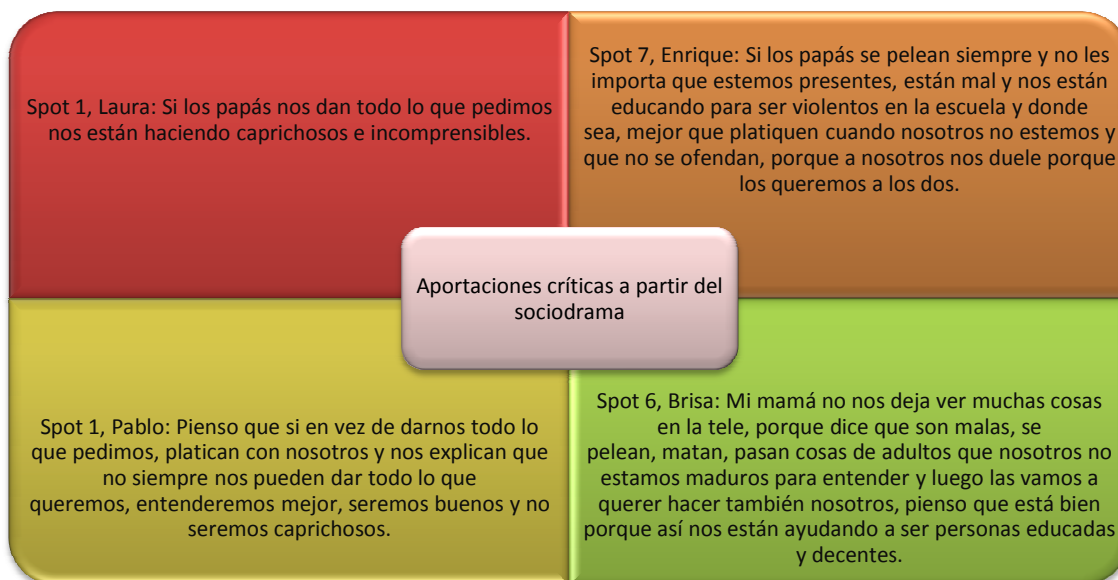 Spot 1, Laura: Si los papás nos dan todo lo que pedimos
nos están haciendo caprichosos e incomprensibles.
Spot 7, Enrique: Si los papás se pelean siempre y no les
importa que estemos presentes, están mal y nos están
educando para ser violentos en la escuela y donde
sea, mejor que platiquen cuando nosotros no estemos y
que no se ofendan, porque a nosotros nos duele porque
los queremos a los dos.
Aportaciones críticas a partir del
sociodrama
Spot 1, Pablo: Pienso que si en vez de darnos todo lo
que pedimos, platican con nosotros y nos explican que
no siempre nos pueden dar todo lo que
queremos, entenderemos mejor, seremos buenos y no
seremos caprichosos.
Spot 6, Brisa: Mi mamá no nos deja ver muchas cosas
en la tele, porque dice que son malas, se
pelean, matan, pasan cosas de adultos que nosotros no
estamos maduros para entender y luego las vamos a
querer hacer también nosotros, pienso que está bien
porque así nos están ayudando a ser personas educadas
y decentes.